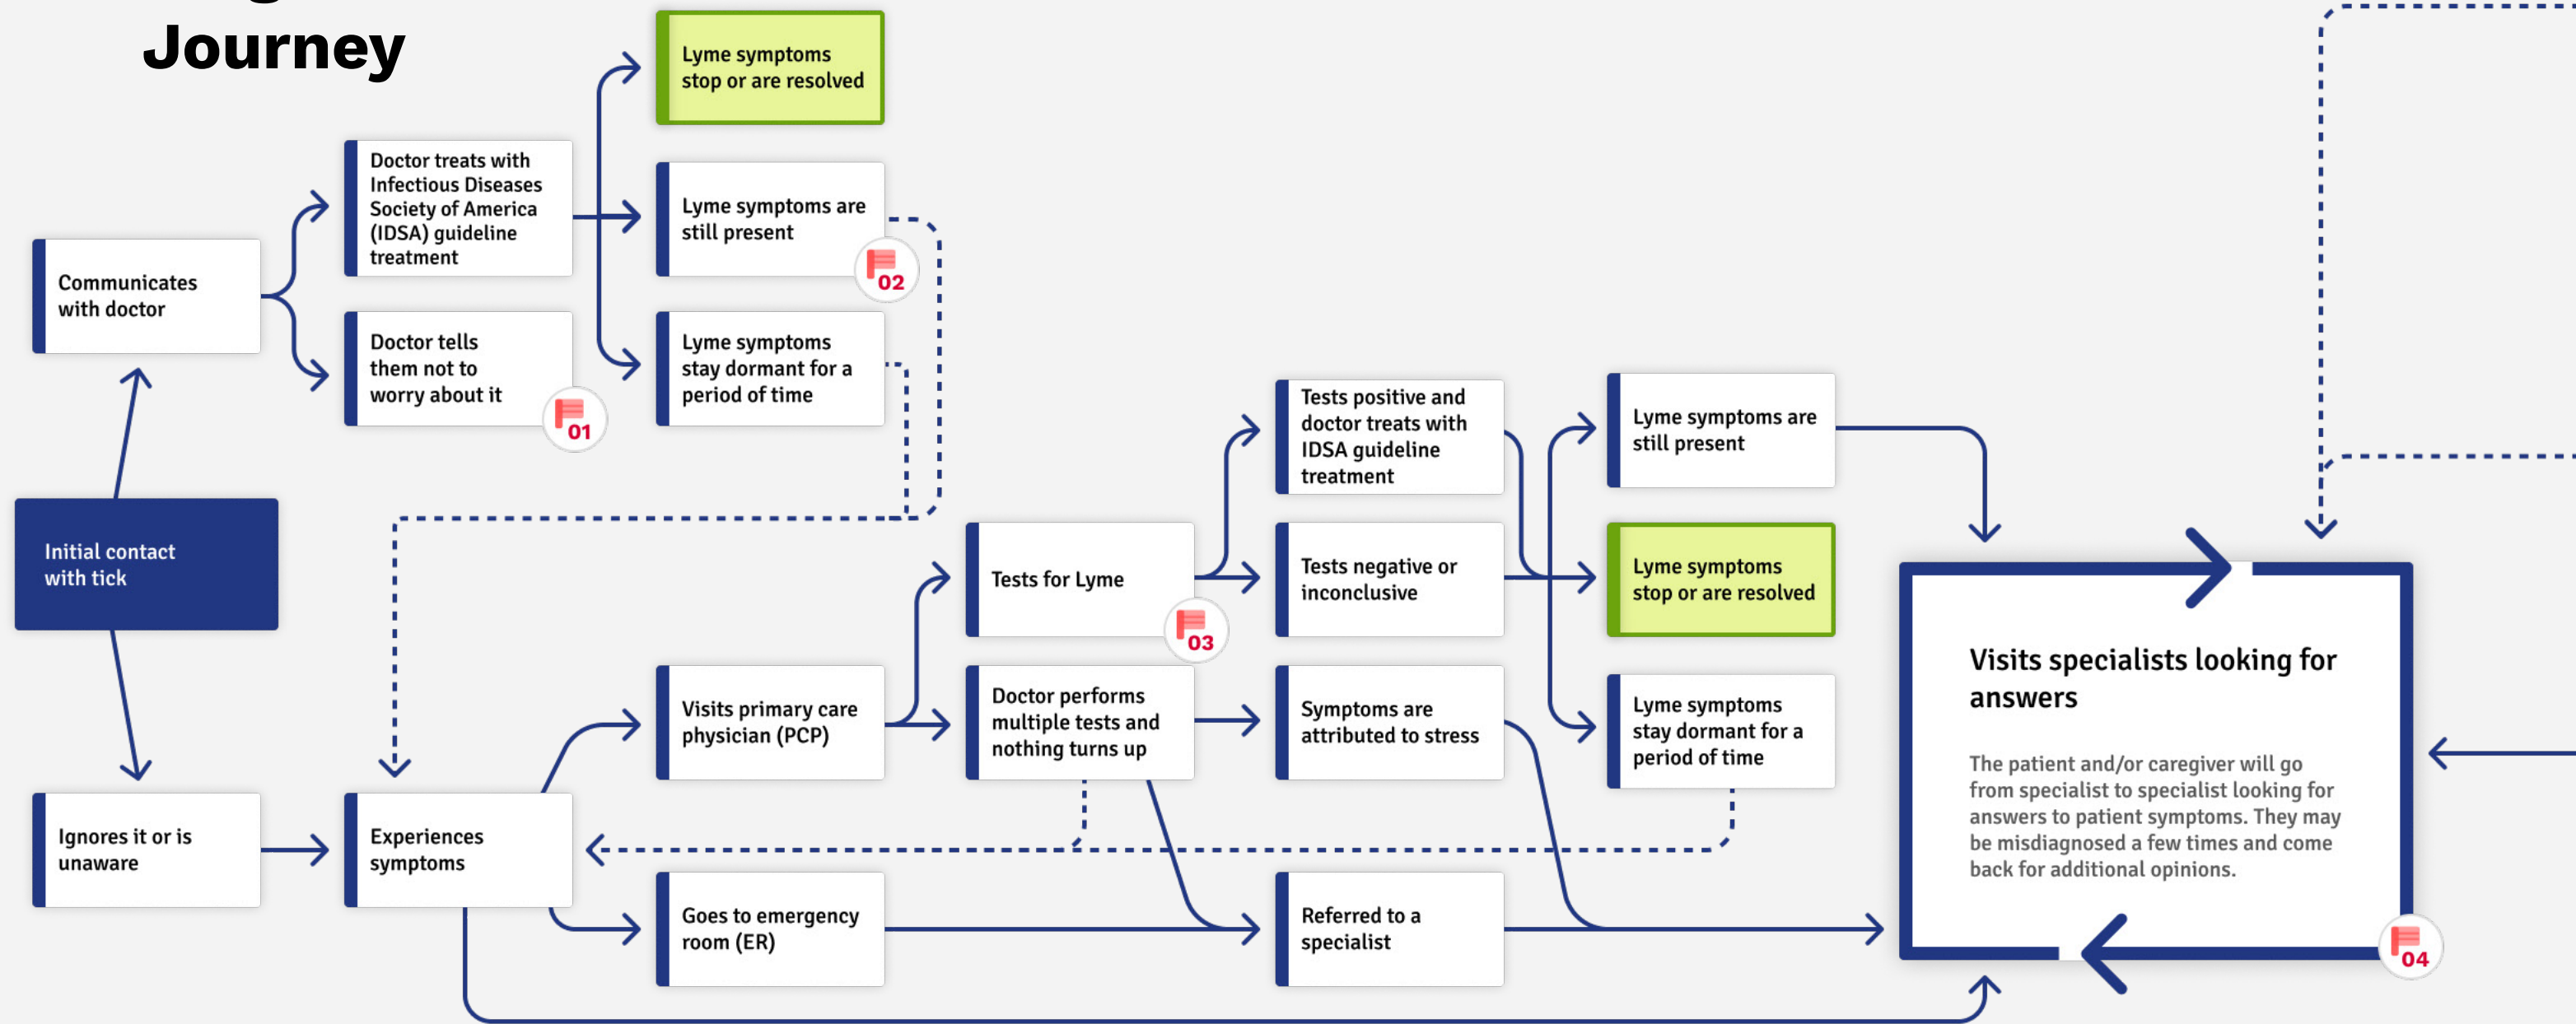 Journey
Lyme symptoms
stop or are resolved
Doctor treats with
Infectious Diseases
Society of America
(IDSA) guideline
treatment
Lyme symptoms are
still present
02
Communicates
with doctor
Doctor tells
them not to
worry about it
01
Lyme symptoms
stay dormant for a
period of time
Initial contact
with tick
Tests positive and
doctor treats with
IDSA guideline
treatment
Lyme symptoms are
still present
Tests for Lyme
03
Tests negative or
inconclusive
Lyme symptoms
stop or are resolved
Visits primary care
physician (PCP)
Doctor performs
multiple tests and
nothing turns up
Symptoms are
attributed to stress
Lyme symptoms
stay dormant for a
period of time
Ignores it or is
unaware
Experiences
symptoms
Goes to emergency
room (ER)
Referred to a
specialist
Visits specialists looking for
answers
The patient and/or caregiver will go
from specialist to specialist looking for
answers to patient symptoms. They may
be misdiagnosed a few times and come
back for additional opinions.
04